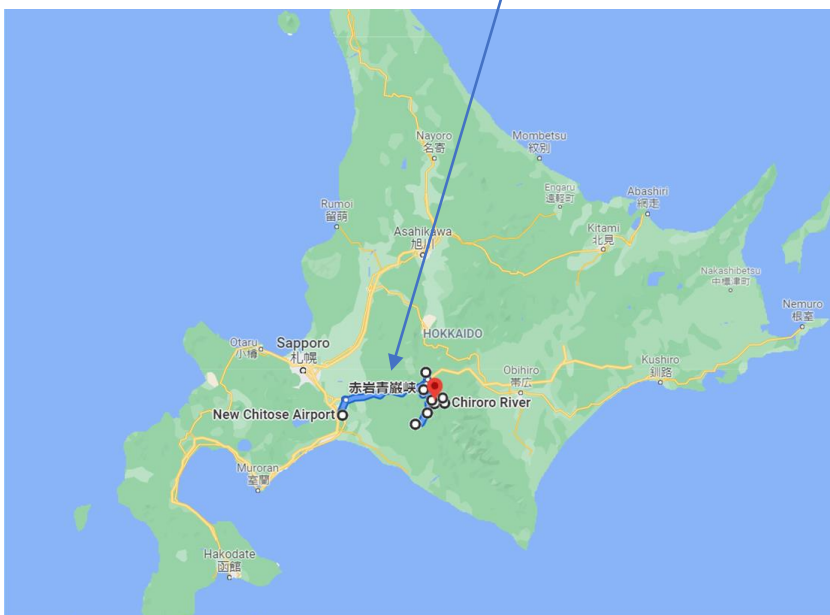 Nayoro
名寄
Mombetsu
紋別
Engaru
遠軽町
Abashiri
網走
Rumoi
留萌
Asahikawa
旭川
Kitami
北見
Nakashibetsu
中標津町
Nemuro
根室
HOKKAIDO
Otaru
小樽
Sapporo
札幌
Obihiro
帯広
Kushiro
釧路
赤岩青巌峡
Chiroro River
New Chitose Airport
Muroran
室蘭
Hakodate
函館